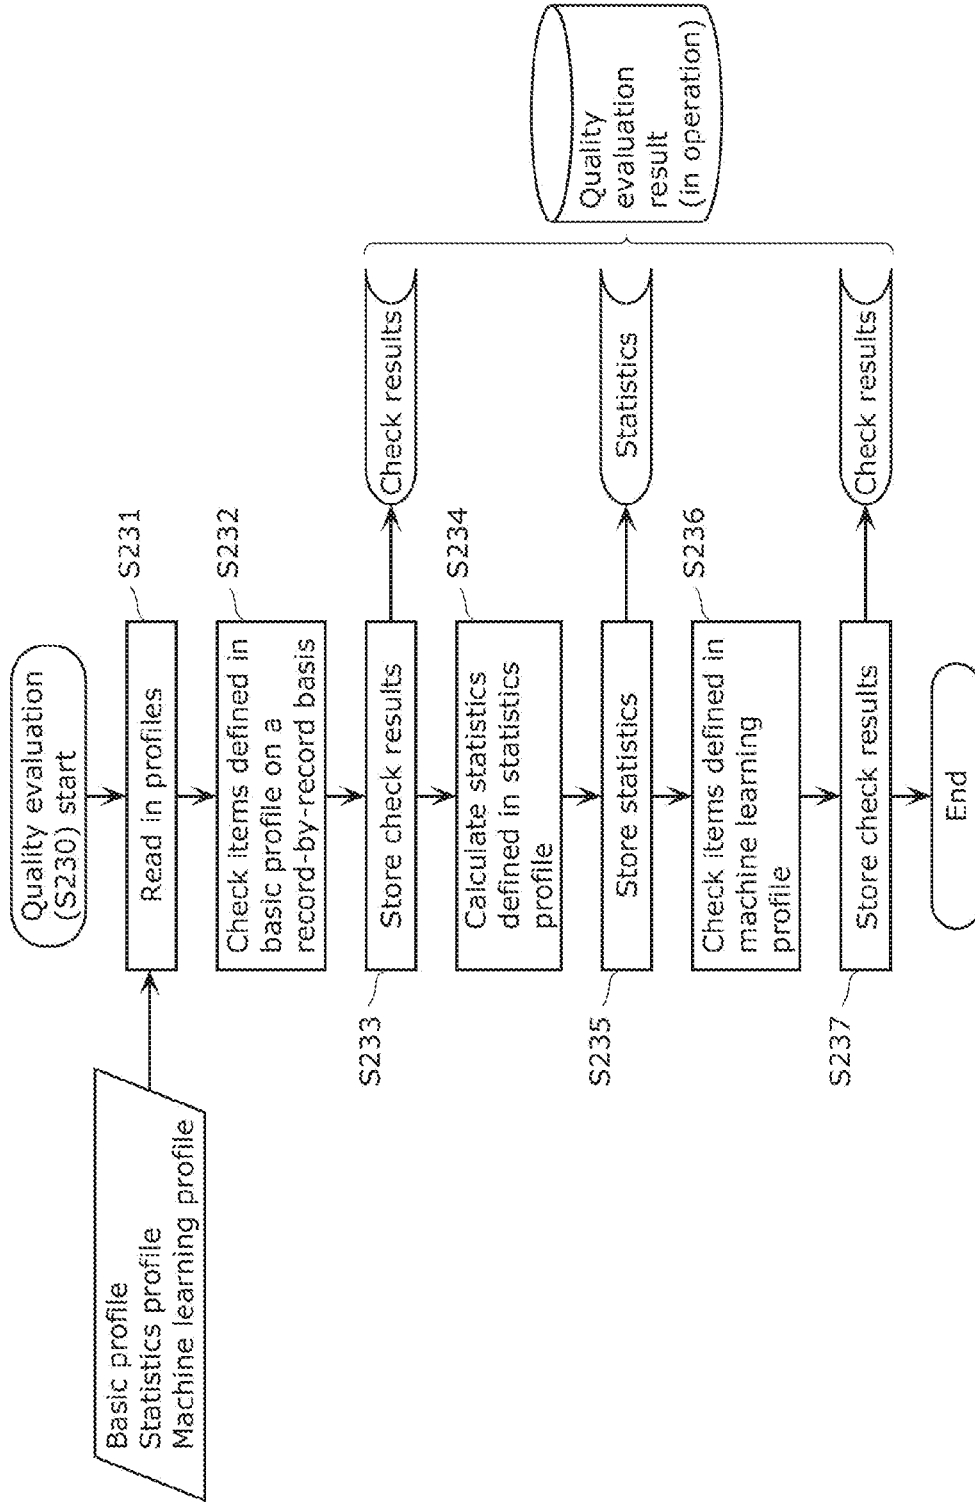 Quality evaluation
(S230) start
Basic profile
Statistics profile
Machine learning profile
Read in profiles
S231
Check items defined in
basic profile on a
record-by-record basis
S232
S233
Store check results
Check results
Calculate statistics
defined in statistics
profile
S234
S235
Store statistics
Statistics
Quality
evaluation
result
(in operation)
Check items defined in
machine learning
profile
S236
S237
Store check results
Check results
End